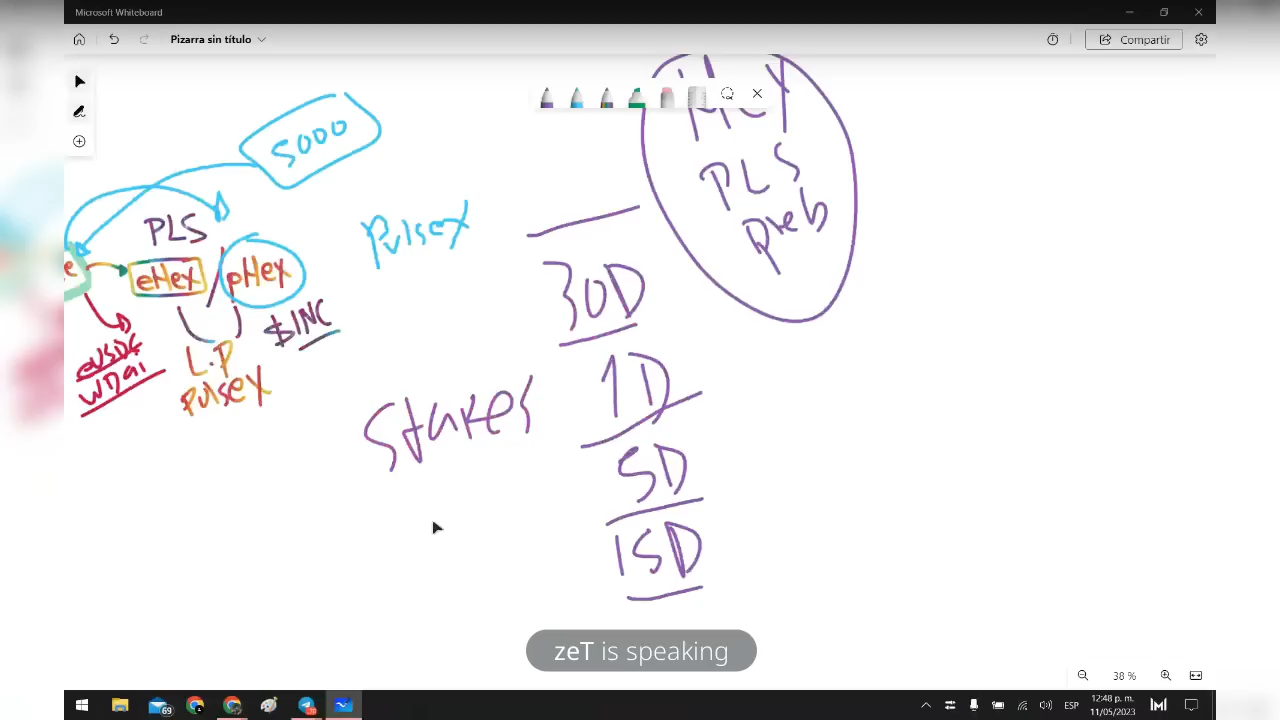 Microsoft Whiteboard
Pizarra sin título
Compartir
5000
PLS
Pulsex
eHex
pHex
$INC
eUSDC
WDai
L.P
PulseX
PLS
30D
Stakes
1D
5D
15D
zeT is speaking
38 %
69
ESP
12:48 p. m.
11/05/2023